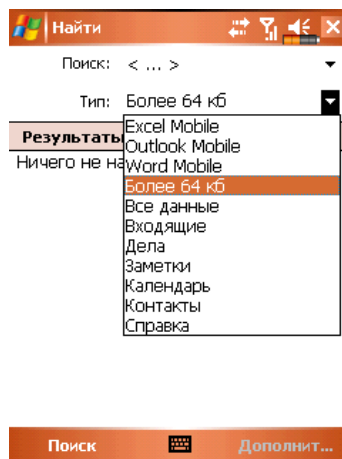 Найти
Поиск: < ... >
Тип: Более 64 кб
Результаты
Ничего не на
Excel Mobile
Outlook Mobile
Word Mobile
Более 64 кб
Все данные
Входящие
Дела
Заметки
Календарь
Контакты
Справка
Поиск
Дополнит...